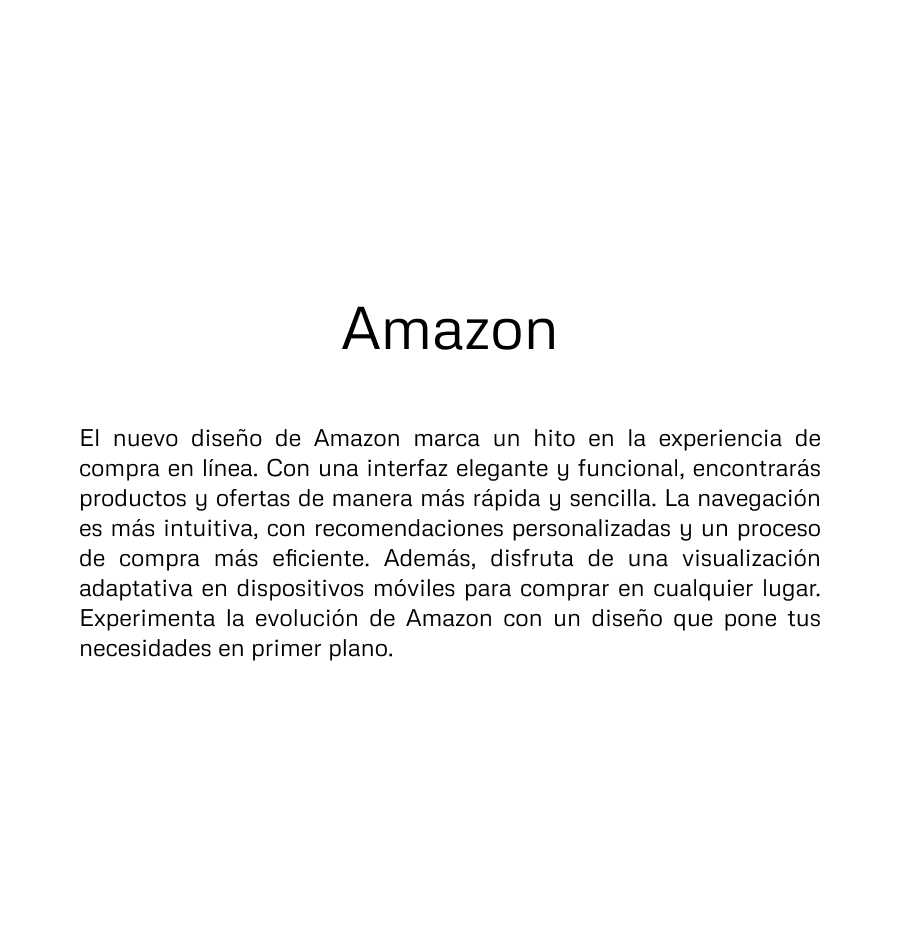 Amazon
El nuevo diseño de Amazon marca un hito en la experiencia de
compra en línea. Con una interfaz elegante y funcional, encontrarás
productos y ofertas de manera más rápida y sencilla. La navegación
es más intuitiva, con recomendaciones personalizadas y un proceso
de compra más eficiente. Además, disfruta de una visualización
adaptativa en dispositivos móviles para comprar en cualquier lugar.
Experimenta la evolución de Amazon con un diseño que pone tus
necesidades en primer plano.